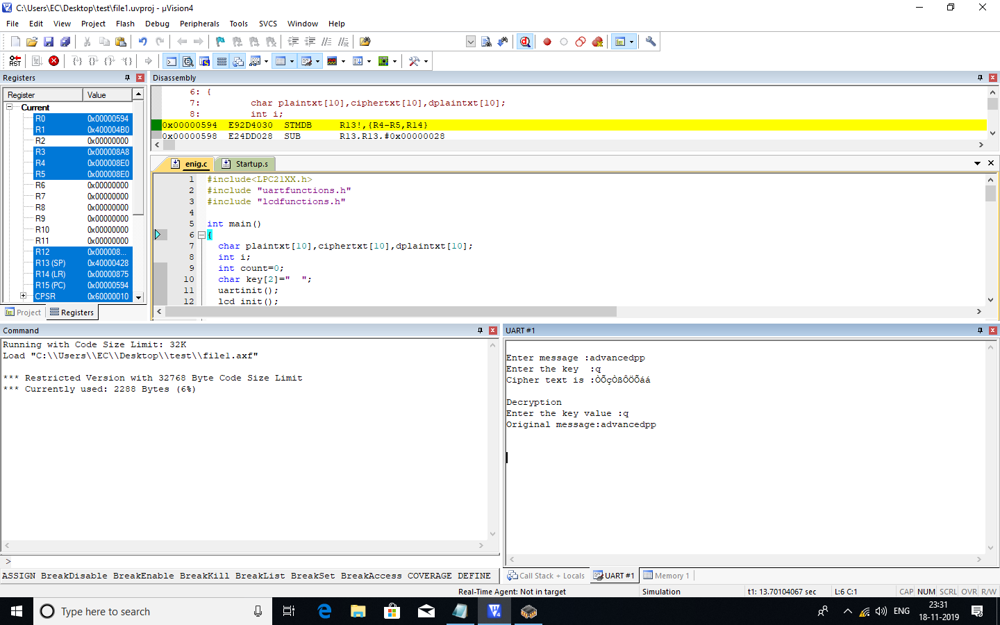 C:\Users\EC\Desktop\test\file1.uvproj - µVision4
File Edit View Project Flash Debug Peripherals Tools SVCS Window Help
RST
Registers
Register Value
Current
R0 0x00000594
R1 0x400004B0
R2 0x00000000
R3 0x000008A8
R4 0x000008E0
R5 0x000008E0
R6 0x00000000
R7 0x00000000
R8 0x00000000
R9 0x00000000
R10 0x00000000
R11 0x00000000
R12 0x000008...
R13 (SP) 0x40000428
R14 (LR) 0x00000875
R15 (PC) 0x00000594
CPSR 0x60000010
Project Registers
Disassembly
6: {
7: char plaintxt[10],ciphertxt[10],dplaintxt[10];
8: int i;
0x00000594 E92D4030 STMDB R13!,{R4-R5,R14}
0x00000598 E24DD028 SUB R13,R13,#0x00000028
enig.c Startup.s
1 #include<LPC21XX.h>
2 #include "uartfunctions.h"
3 #include "lcdfunctions.h"
4
5 int main()
6 {
7 char plaintxt[10],ciphertxt[10],dplaintxt[10];
8 int i;
9 int count=0;
10 char key[2]="  ";
11 uartinit();
12 lcd_init();
Command
Running with Code Size Limit: 32K
Load "C:\\Users\\EC\\Desktop\\test\\file1.axf"
*** Restricted Version with 32768 Byte Code Size Limit
*** Currently used: 2288 Bytes (6%)
>
ASSIGN BreakDisable BreakEnable BreakKill BreakList BreakSet BreakAccess COVERAGE DEFINE
UART #1
Enter message :advancedpp
Enter the key  :q
Cipher text is :ÒÕçÒßÔÖÕáá
Decryption
Enter the key value :q
Original message:advancedpp
Call Stack + Locals UART #1 Memory 1
Real-Time Agent: Not in target Simulation t1: 13.70104067 sec L:6 C:1 CAP NUM SCRL OVR R/W
Type here to search
ENG
23:31
18-11-2019